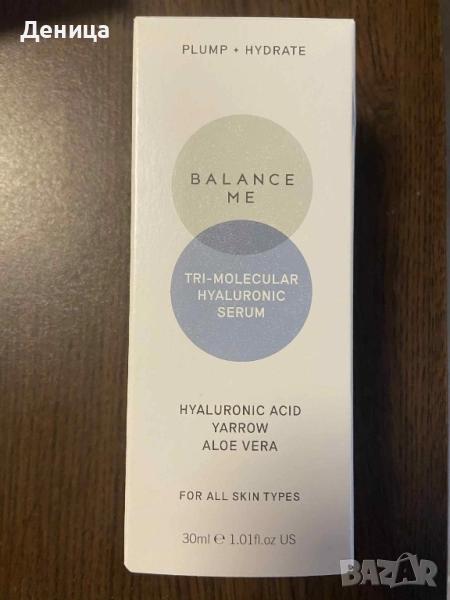 Деница
PLUMP + HYDRATE
BALANCE
ME
TRI-MOLECULAR
HYALURONIC
SERUM
HYALURONIC ACID
YARROW
ALOE VERA
FOR ALL SKIN TYPES
30ml ℮ 1.01fl.oz US
BAZAR